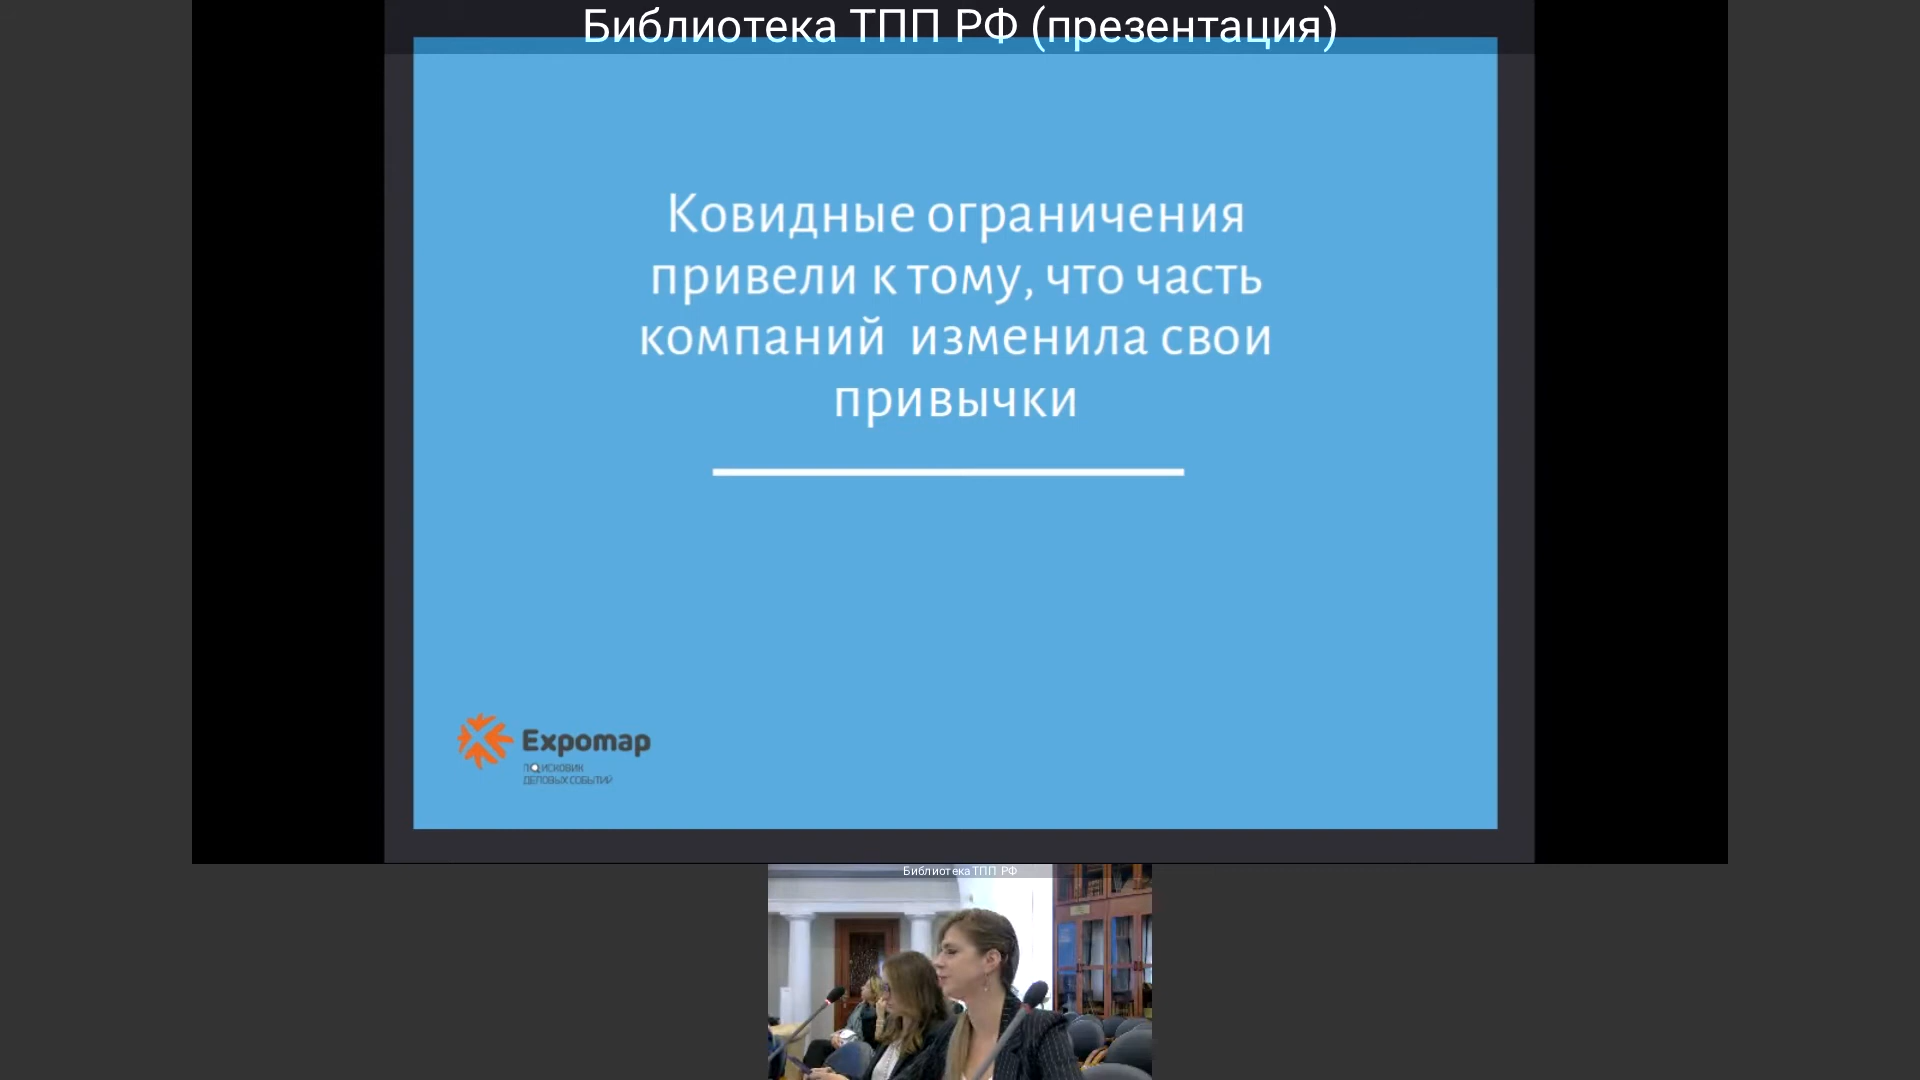 Библиотека ТПП РФ (презентация)
Ковидные ограничения
привели к тому, что часть
компаний изменила свои
привычки
Expomap
ПОИСКОВИК
ДЕЛОВЫХ СОБЫТИЙ
Библиотека ТПП РФ